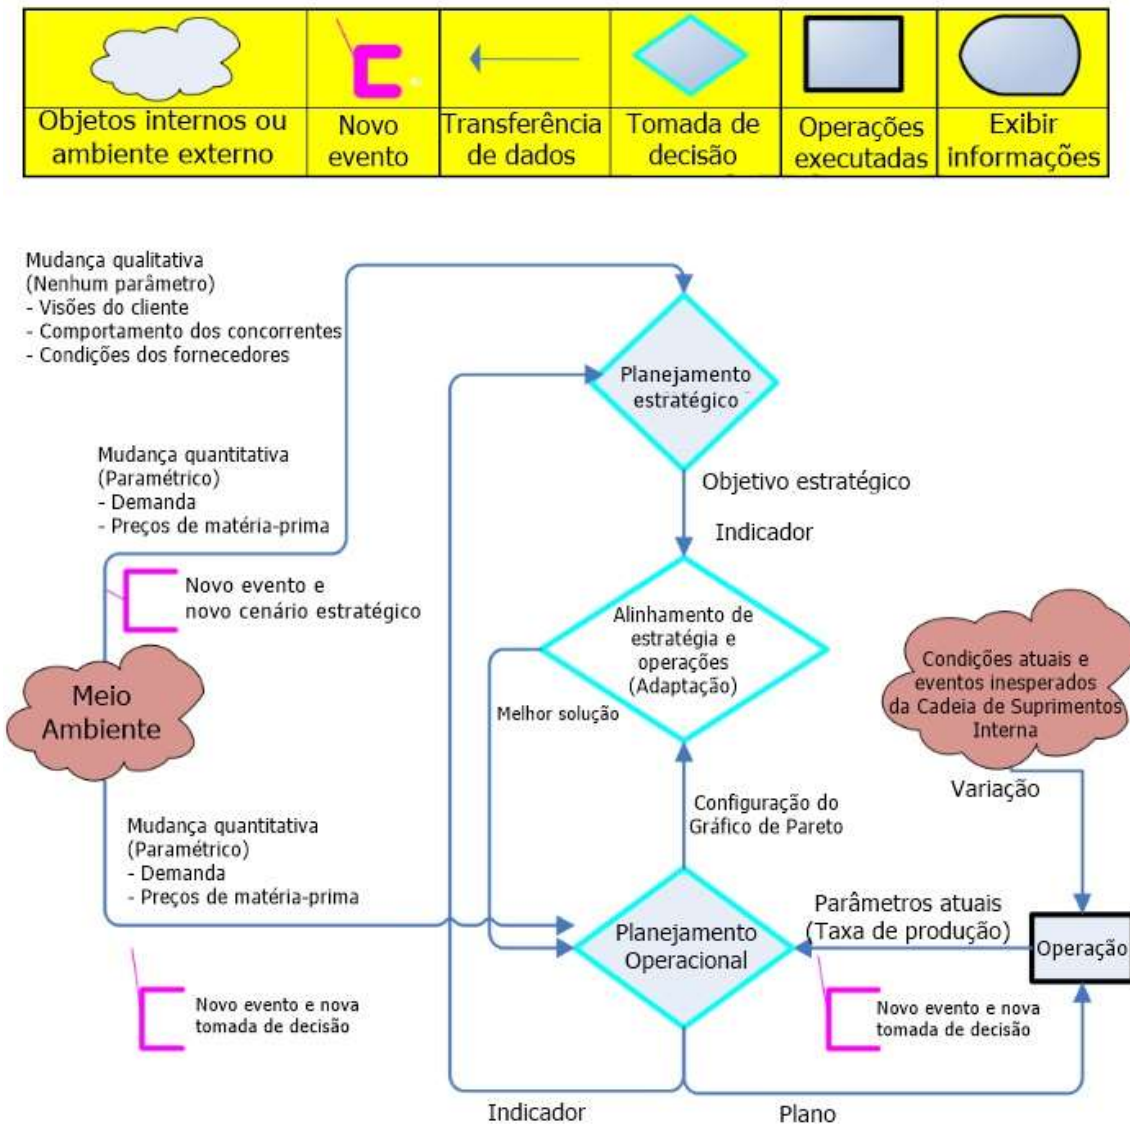 Objetos internos ou
ambiente externo
Novo
evento
Transferência
de dados
Tomada de
decisão
Operações
executadas
Exibir
informações
Mudança qualitativa
(Nenhum parâmetro)
- Visões do cliente
- Comportamento dos concorrentes
- Condições dos fornecedores
Planejamento
estratégico
Mudança quantitativa
(Paramétrico)
- Demanda
- Preços de matéria-prima
Objetivo estratégico
Indicador
Novo evento e
novo cenário estratégico
Alinhamento de
estratégia e
operações
(Adaptação)
Condições atuais e
eventos inesperados
da Cadeia de Suprimentos
Interna
Meio
Ambiente
Melhor solução
Variação
Configuração do
Gráfico de Pareto
Mudança quantitativa
(Paramétrico)
- Demanda
- Preços de matéria-prima
Parâmetros atuais
(Taxa de produção)
Planejamento
Operacional
Operação
Novo evento e nova
tomada de decisão
Novo evento e nova
tomada de decisão
Indicador
Plano